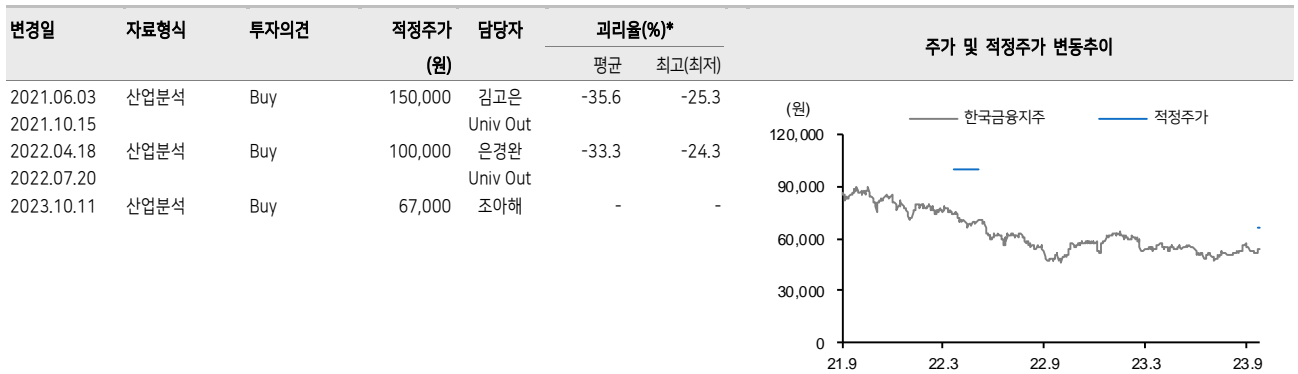 변경일 자료형식 투자의견 적정주가 담당자 괴리율(%)* 주가 및 적정주가 변동추이
(원) 평균 최고(최저)
2021.06.03 산업분석 Buy 150,000 김고은 -35.6 -25.3
2021.10.15 Univ Out
2022.04.18 산업분석 Buy 100,000 은경완 -33.3 -24.3
2022.07.20 Univ Out
2023.10.11 산업분석 Buy 67,000 조아해 - -
(원) 한국금융지주 적정주가
120,000
90,000
60,000
30,000
0
21.9 22.3 22.9 23.3 23.9